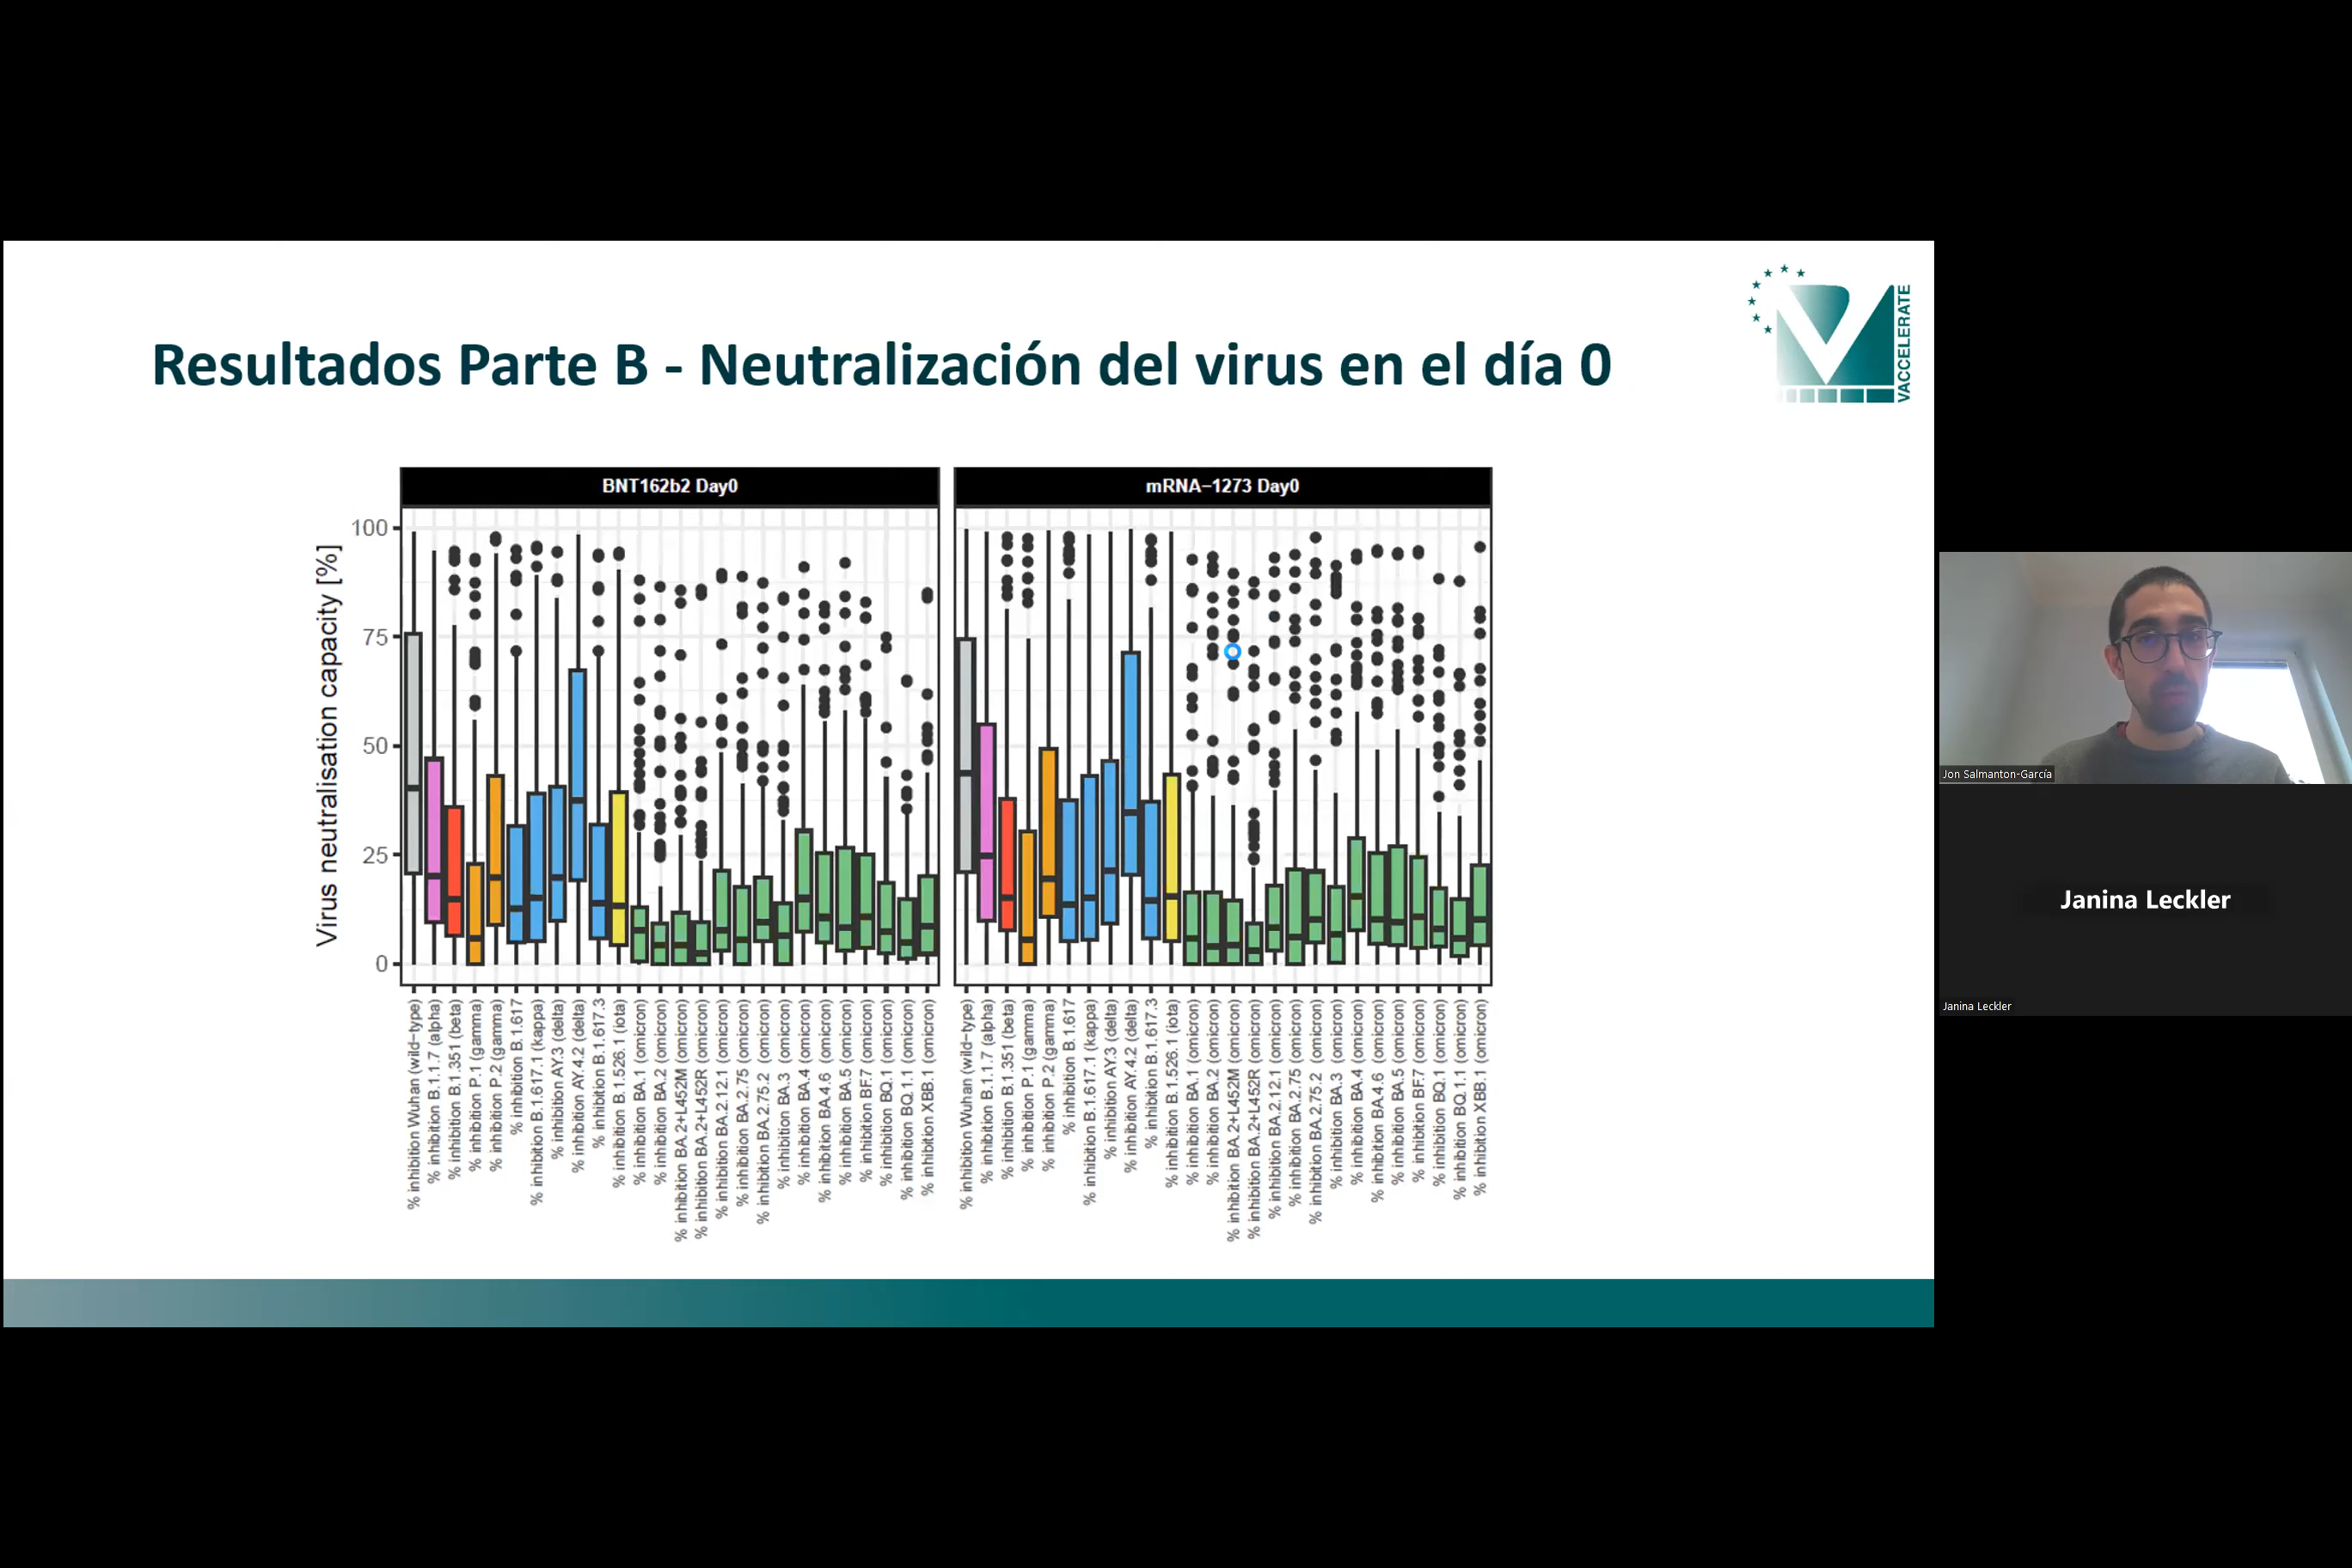 Resultados Parte B - Neutralización del virus en el día 0
VACCELERATE
BNT162b2 Day0
mRNA−1273 Day0
Virus neutralisation capacity [%]
100
75
50
25
0
% inhibition Wuhan (wild−type)
% inhibition B.1.1.7 (alpha)
% inhibition B.1.351 (beta)
% inhibition P.1 (gamma)
% inhibition P.2 (gamma)
% inhibition B.1.617
% inhibition B.1.617.1 (kappa)
% inhibition AY.3 (delta)
% inhibition AY.4.2 (delta)
% inhibition B.1.617.3
% inhibition B.1.526.1 (iota)
% inhibition BA.1 (omicron)
% inhibition BA.2 (omicron)
% inhibition BA.2+L452M (omicron)
% inhibition BA.2+L452R (omicron)
% inhibition BA.2.12.1 (omicron)
% inhibition BA.2.75 (omicron)
% inhibition BA.2.75.2 (omicron)
% inhibition BA.3 (omicron)
% inhibition BA.4 (omicron)
% inhibition BA.4.6 (omicron)
% inhibition BA.5 (omicron)
% inhibition BF.7 (omicron)
% inhibition BQ.1 (omicron)
% inhibition BQ.1.1 (omicron)
% inhibition XBB.1 (omicron)
% inhibition Wuhan (wild−type)
% inhibition B.1.1.7 (alpha)
% inhibition B.1.351 (beta)
% inhibition P.1 (gamma)
% inhibition P.2 (gamma)
% inhibition B.1.617
% inhibition B.1.617.1 (kappa)
% inhibition AY.3 (delta)
% inhibition AY.4.2 (delta)
% inhibition B.1.617.3
% inhibition B.1.526.1 (iota)
% inhibition BA.1 (omicron)
% inhibition BA.2 (omicron)
% inhibition BA.2+L452M (omicron)
% inhibition BA.2+L452R (omicron)
% inhibition BA.2.12.1 (omicron)
% inhibition BA.2.75 (omicron)
% inhibition BA.2.75.2 (omicron)
% inhibition BA.3 (omicron)
% inhibition BA.4 (omicron)
% inhibition BA.4.6 (omicron)
% inhibition BA.5 (omicron)
% inhibition BF.7 (omicron)
% inhibition BQ.1 (omicron)
% inhibition BQ.1.1 (omicron)
% inhibition XBB.1 (omicron)
Jon Salmanton-García
Janina Leckler
Janina Leckler